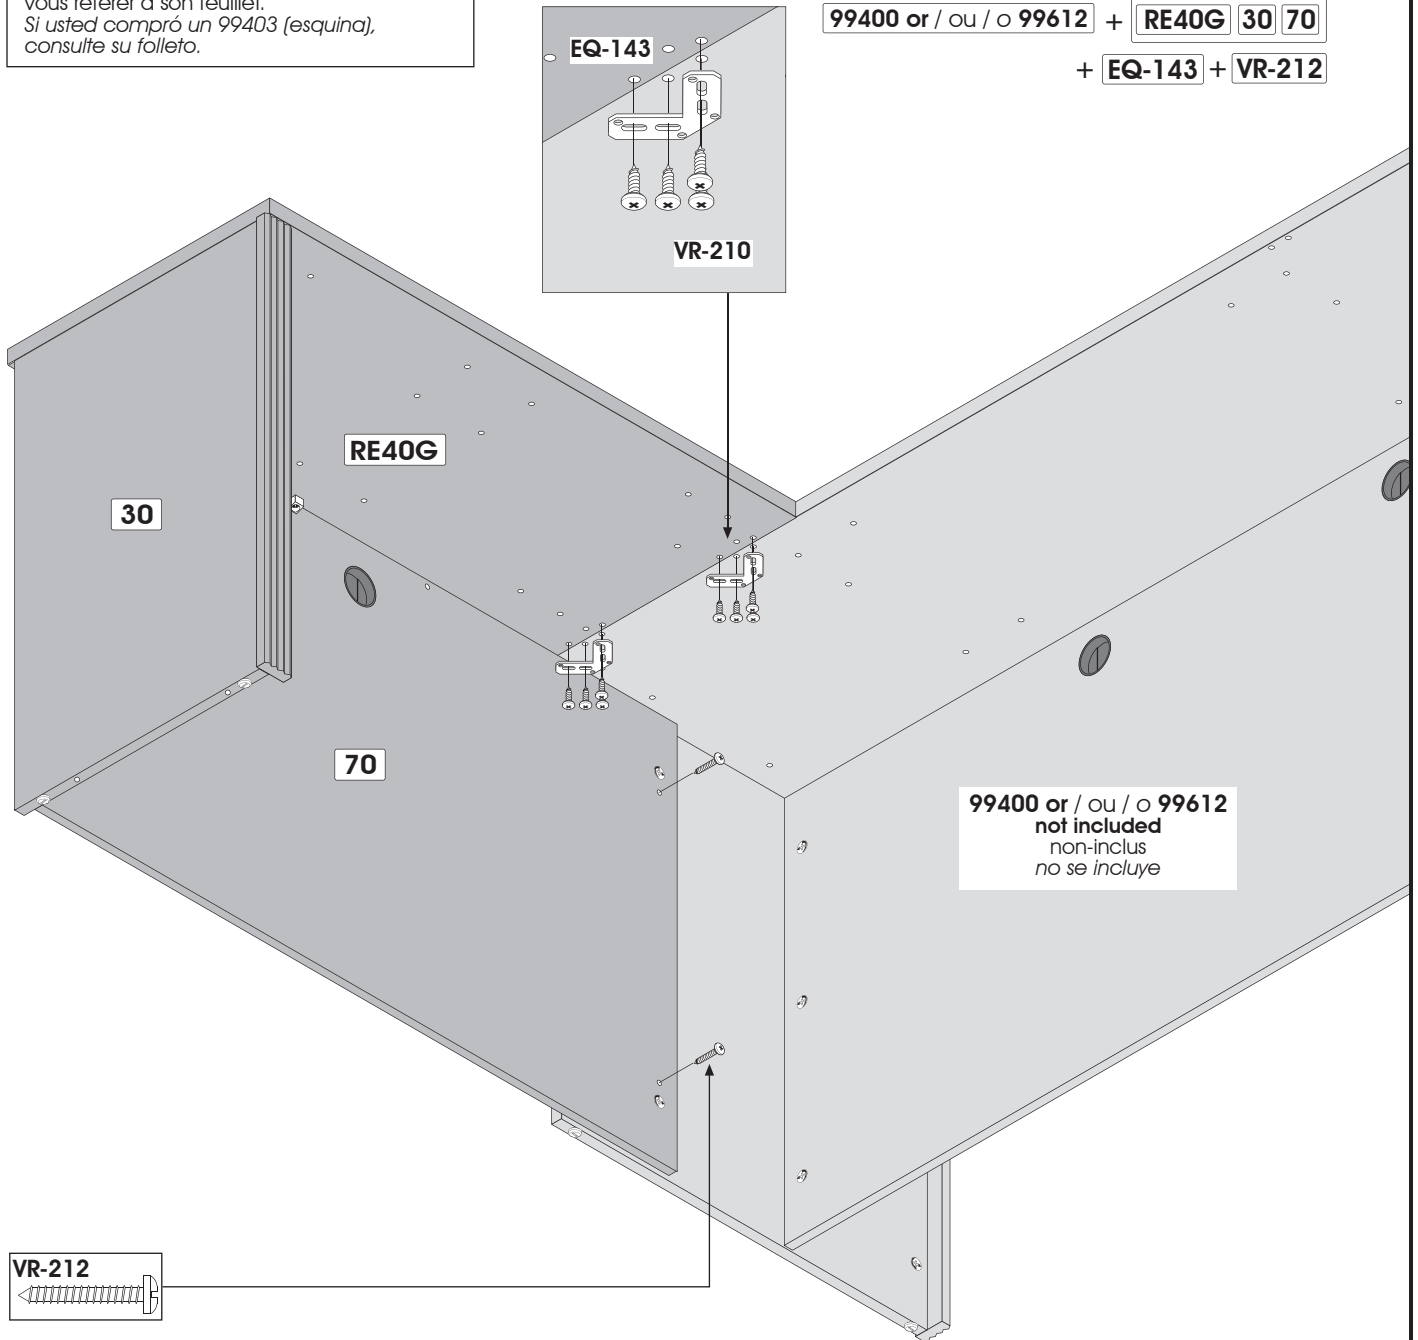 vous référer à son feuillet.
Si usted compró un 99403 (esquina),
consulte su folleto.
99400 or / ou / o 99612 + RE40G 30 70
+ EQ-143 + VR-212
EQ-143
VR-210
RE40G
30
70
99400 or / ou / o 99612
not included
non-inclus
no se incluye
VR-212